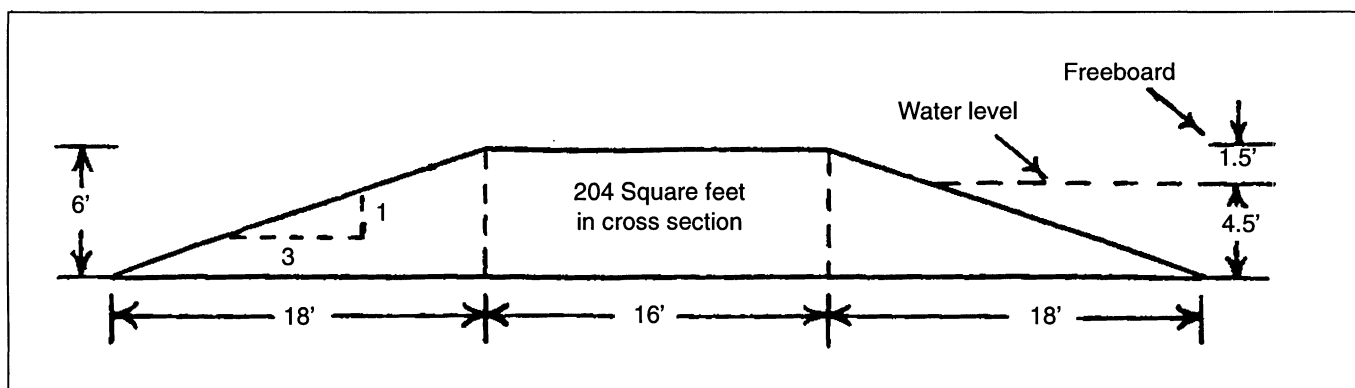 Freeboard
Water level
1.5’
6’
204 Square feet
in cross section
1
3
4.5’
18’
16’
18’